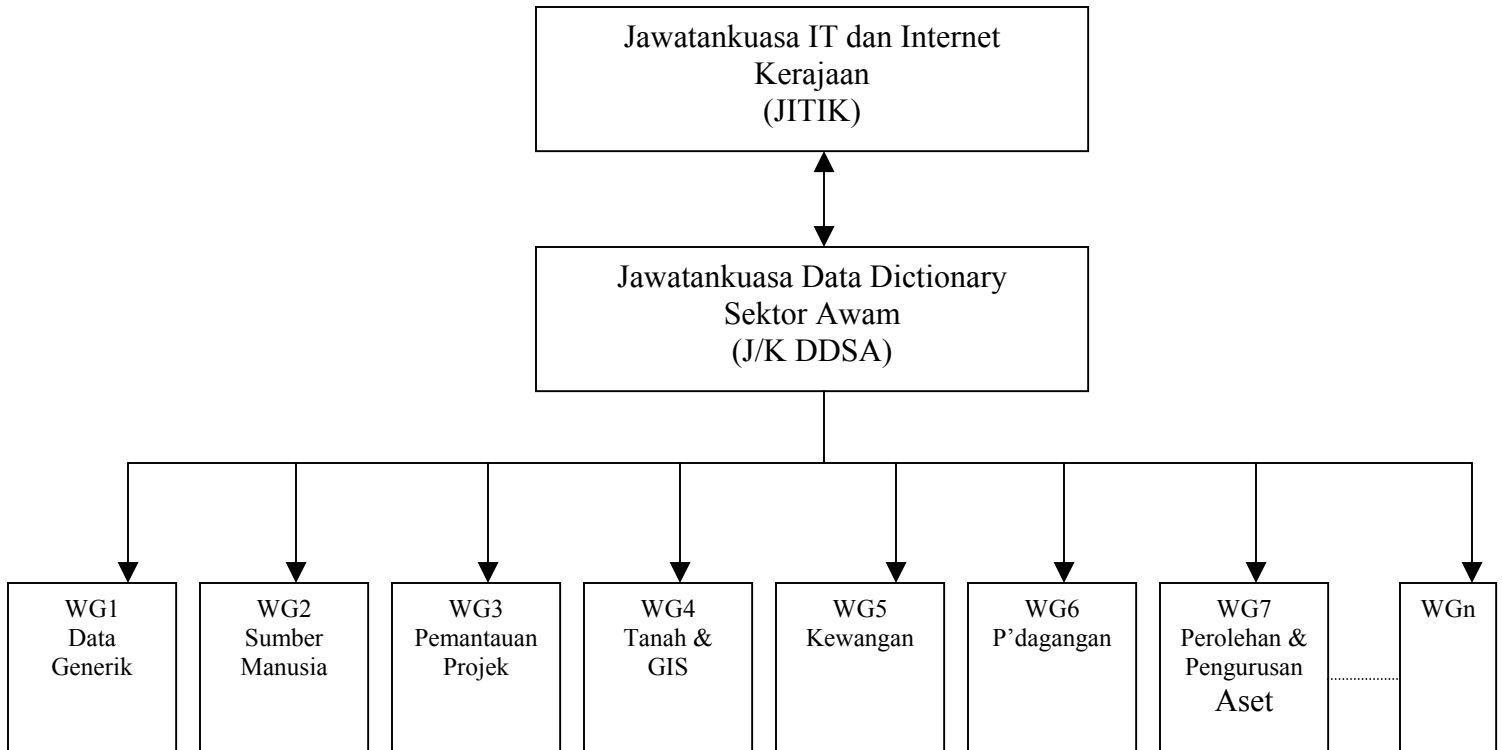 Jawatankuasa IT dan Internet
Kerajaan
(JITIK)
Jawatankuasa Data Dictionary
Sektor Awam
(J/K DDSA)
WG1
Data
Generik
WG2
Sumber
Manusia
WG3
Pemantauan
Projek
WG4
Tanah &
GIS
WG5
Kewangan
WG6
P’dagangan
WG7
Perolehan &
Pengurusan
Aset
WGn